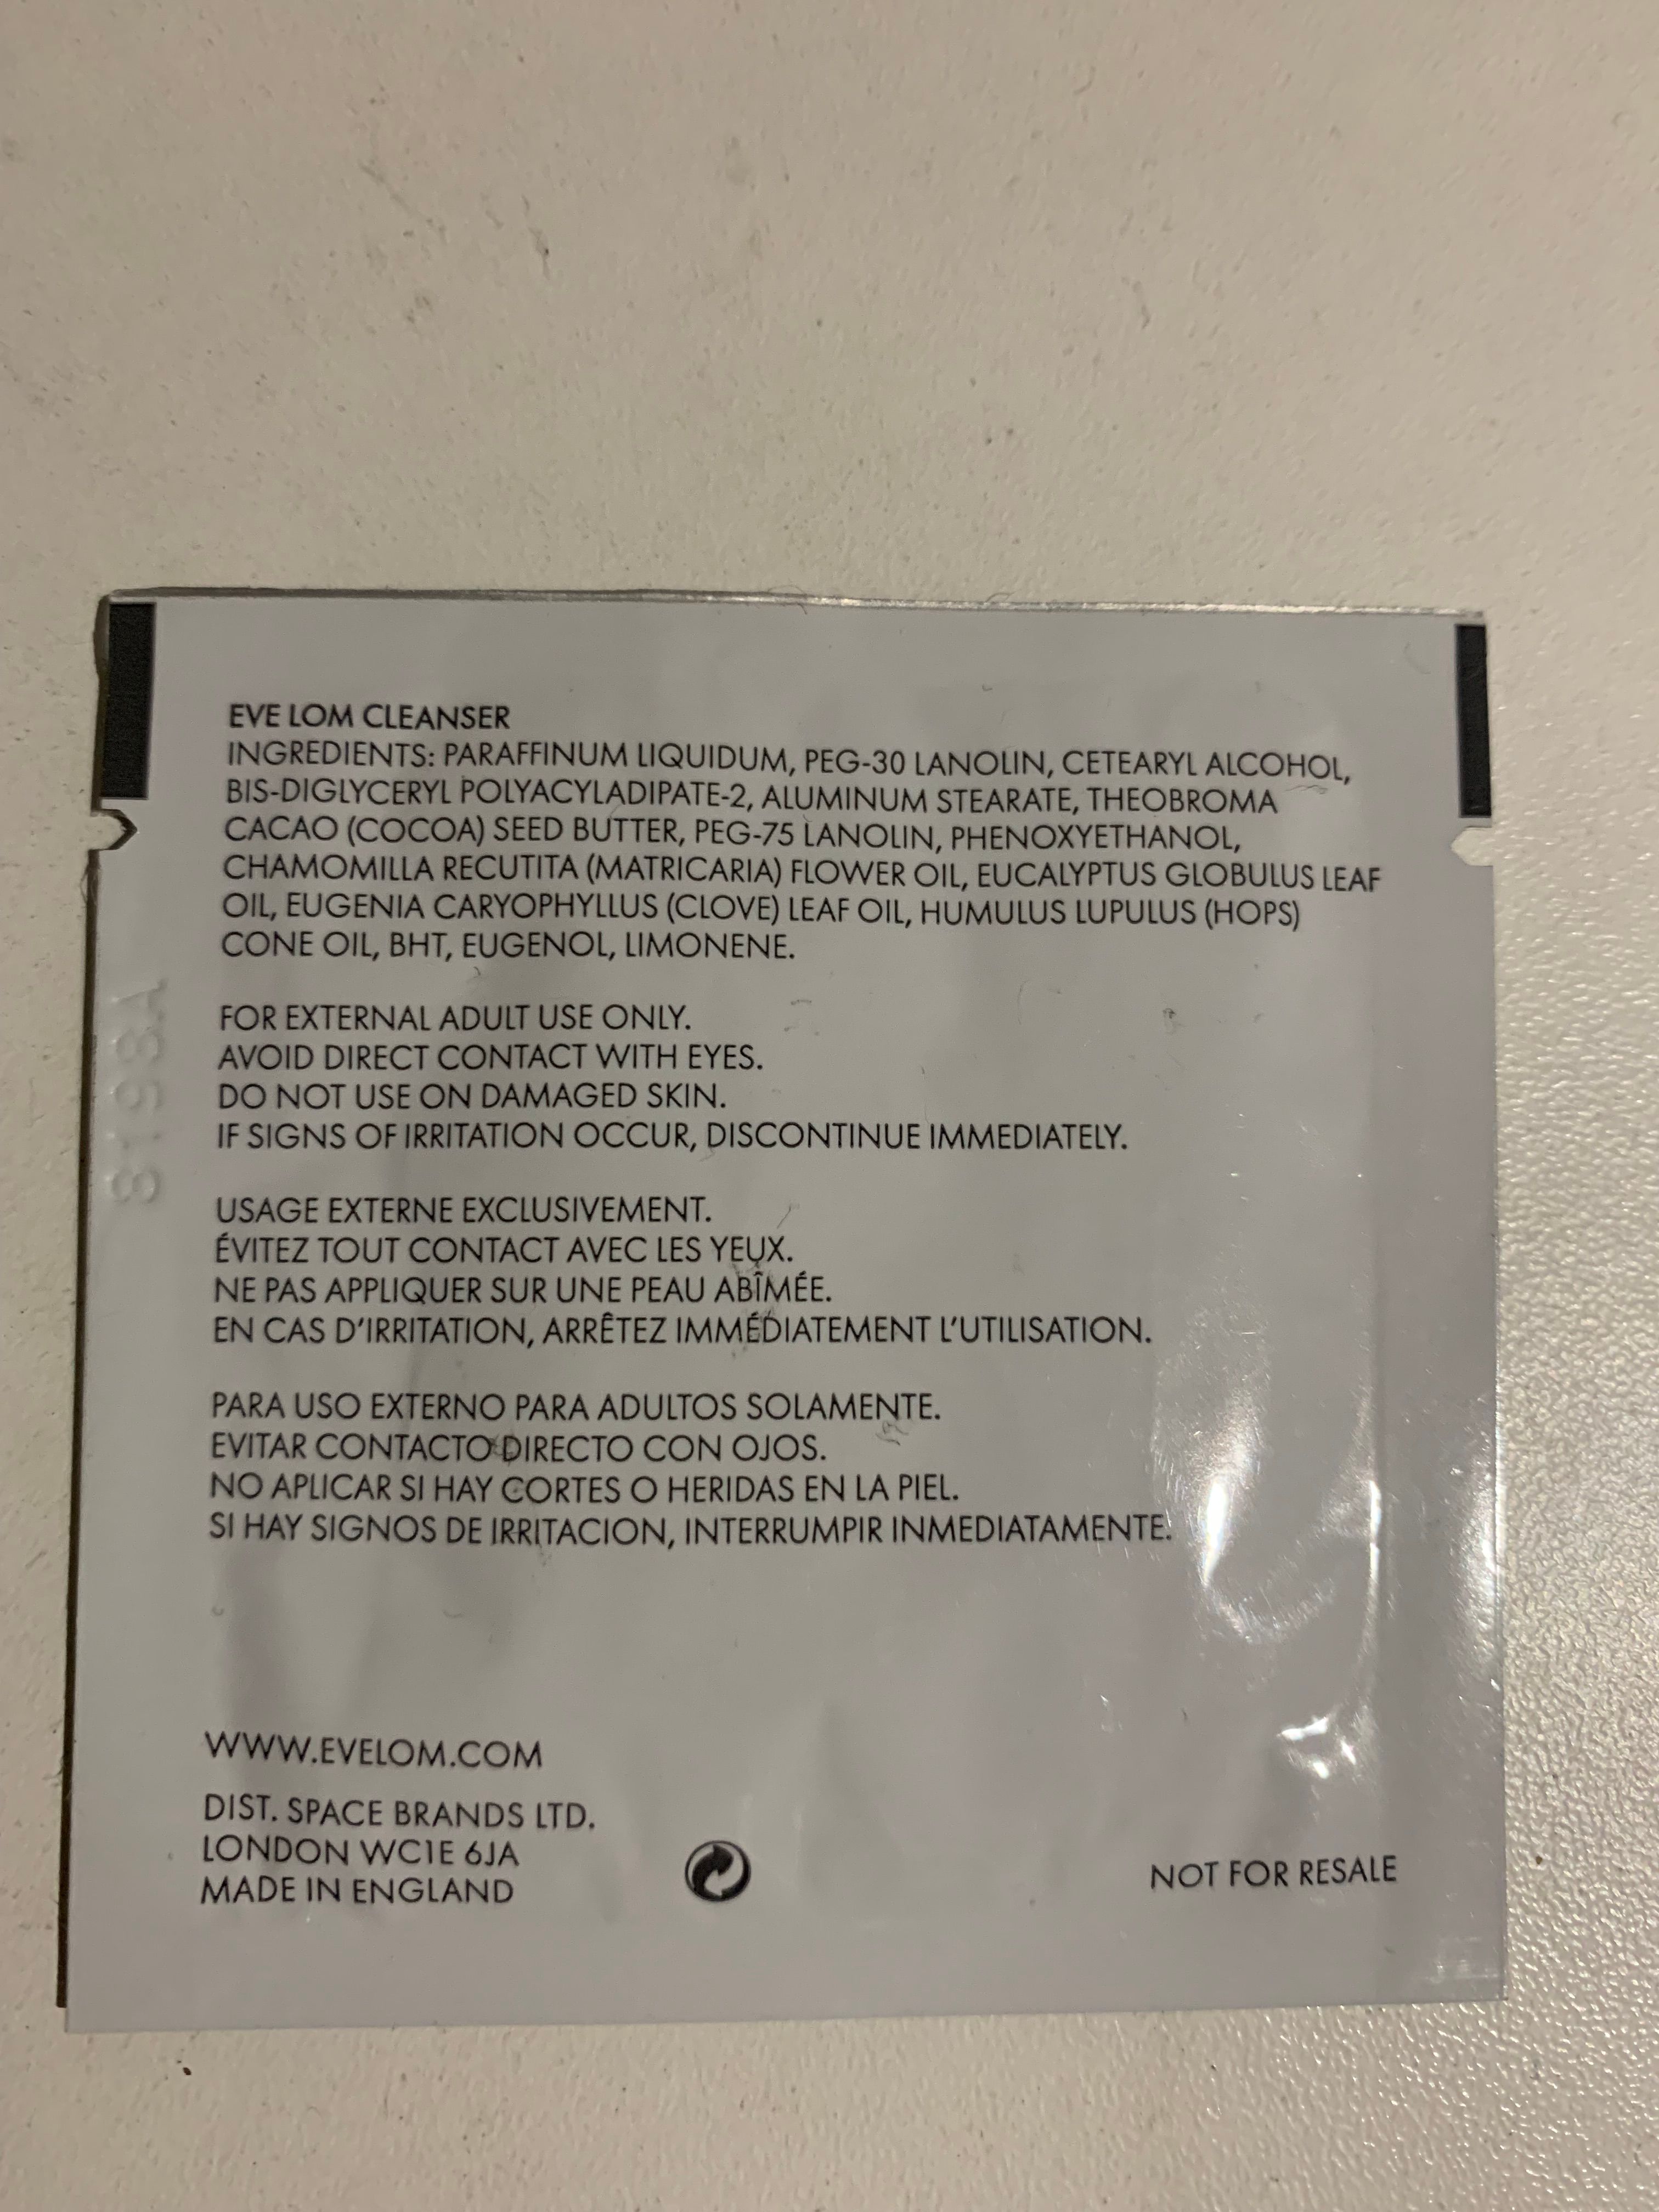 EVE LOM CLEANSER
INGREDIENTS: PARAFFINUM LIQUIDUM, PEG-30 LANOLIN, CETEARYL ALCOHOL,
BIS-DIGLYCERYL POLYACYLADIPATE-2, ALUMINUM STEARATE, THEOBROMA
CACAO (COCOA) SEED BUTTER, PEG-75 LANOLIN, PHENOXYETHANOL,
CHAMOMILLA RECUTITA (MATRICARIA) FLOWER OIL, EUCALYPTUS GLOBULUS LEAF
OIL, EUGENIA CARYOPHYLLUS (CLOVE) LEAF OIL, HUMULUS LUPULUS (HOPS)
CONE OIL, BHT, EUGENOL, LIMONENE.
FOR EXTERNAL ADULT USE ONLY.
AVOID DIRECT CONTACT WITH EYES.
DO NOT USE ON DAMAGED SKIN.
IF SIGNS OF IRRITATION OCCUR, DISCONTINUE IMMEDIATELY.
USAGE EXTERNE EXCLUSIVEMENT.
ÉVITEZ TOUT CONTACT AVEC LES YEUX.
NE PAS APPLIQUER SUR UNE PEAU ABÎMÉE.
EN CAS D'IRRITATION, ARRÊTEZ IMMÉDIATEMENT L'UTILISATION.
PARA USO EXTERNO PARA ADULTOS SOLAMENTE.
EVITAR CONTACTO DIRECTO CON OJOS.
NO APLICAR SI HAY CORTES O HERIDAS EN LA PIEL.
SI HAY SIGNOS DE IRRITACION, INTERRUMPIR INMEDIATAMENTE.
WWW.EVELOM.COM
DIST. SPACE BRANDS LTD.
LONDON WC1E 6JA
MADE IN ENGLAND
NOT FOR RESALE
8198A